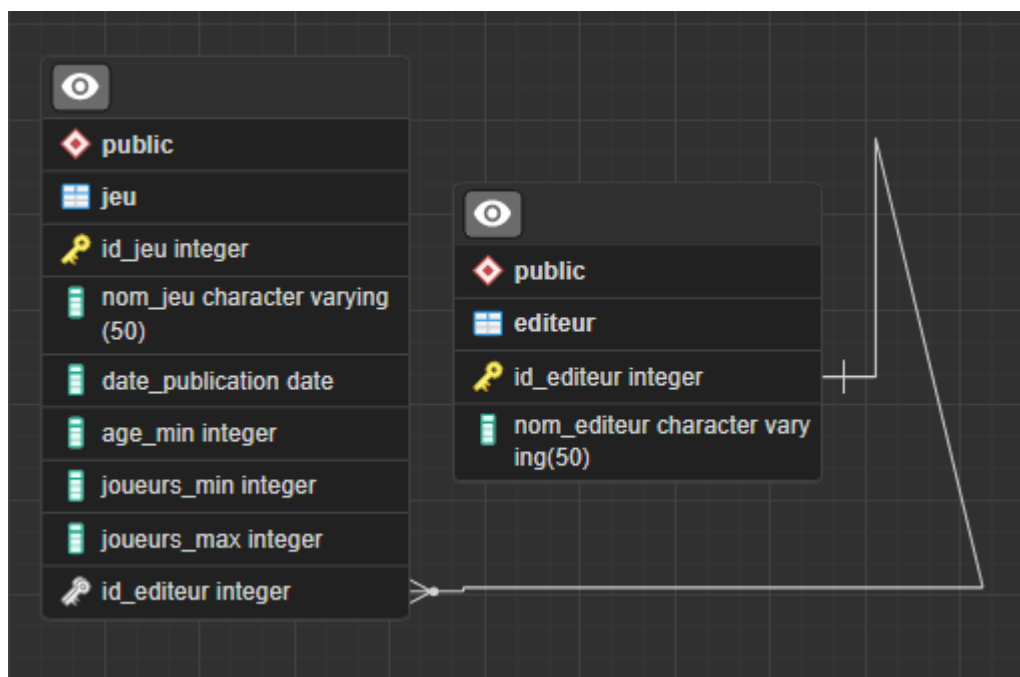 public
jeu
id_jeu integer
nom_jeu character varying
(50)
date_publication date
age_min integer
joueurs_min integer
joueurs_max integer
id_editeur integer
public
editeur
id_editeur integer
nom_editeur character vary
ing(50)